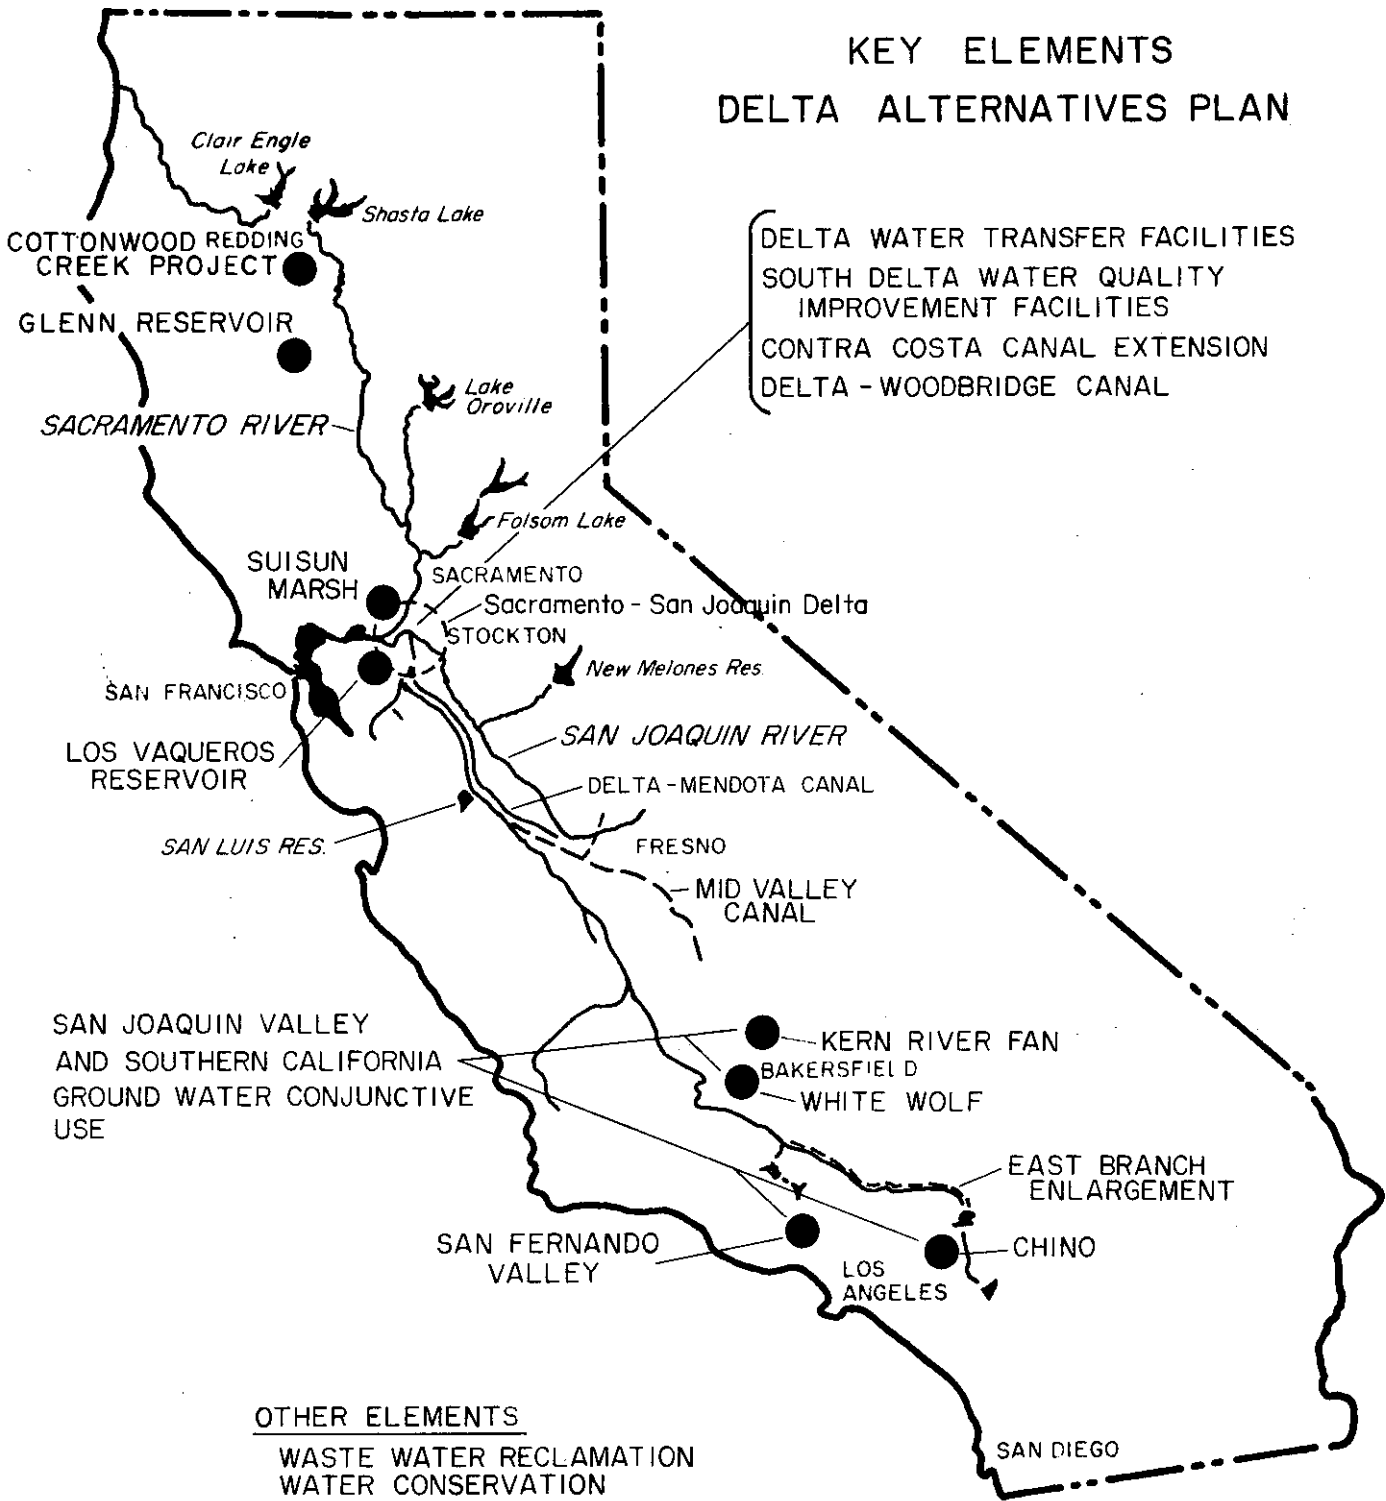 KEY ELEMENTS
DELTA ALTERNATIVES PLAN
Clair Engle
Lake
Shasta Lake
COTTONWOOD REDDING
CREEK PROJECT
GLENN RESERVOIR
DELTA WATER TRANSFER FACILITIES
SOUTH DELTA WATER QUALITY
IMPROVEMENT FACILITIES
CONTRA COSTA CANAL EXTENSION
DELTA - WOODBRIDGE CANAL
Lake
Oroville
SACRAMENTO RIVER
Folsom Lake
SUISUN
MARSH
SACRAMENTO
Sacramento - San Joaquin Delta
STOCKTON
New Melones Res.
SAN FRANCISCO
SAN JOAQUIN RIVER
LOS VAQUEROS
RESERVOIR
DELTA - MENDOTA CANAL
SAN LUIS RES.
FRESNO
MID VALLEY
CANAL
SAN JOAQUIN VALLEY
AND SOUTHERN CALIFORNIA
GROUND WATER CONJUNCTIVE
USE
KERN RIVER FAN
BAKERSFIELD
WHITE WOLF
EAST BRANCH
ENLARGEMENT
SAN FERNANDO
VALLEY
CHINO
LOS
ANGELES
OTHER ELEMENTS
WASTE WATER RECLAMATION
WATER CONSERVATION
SAN DIEGO